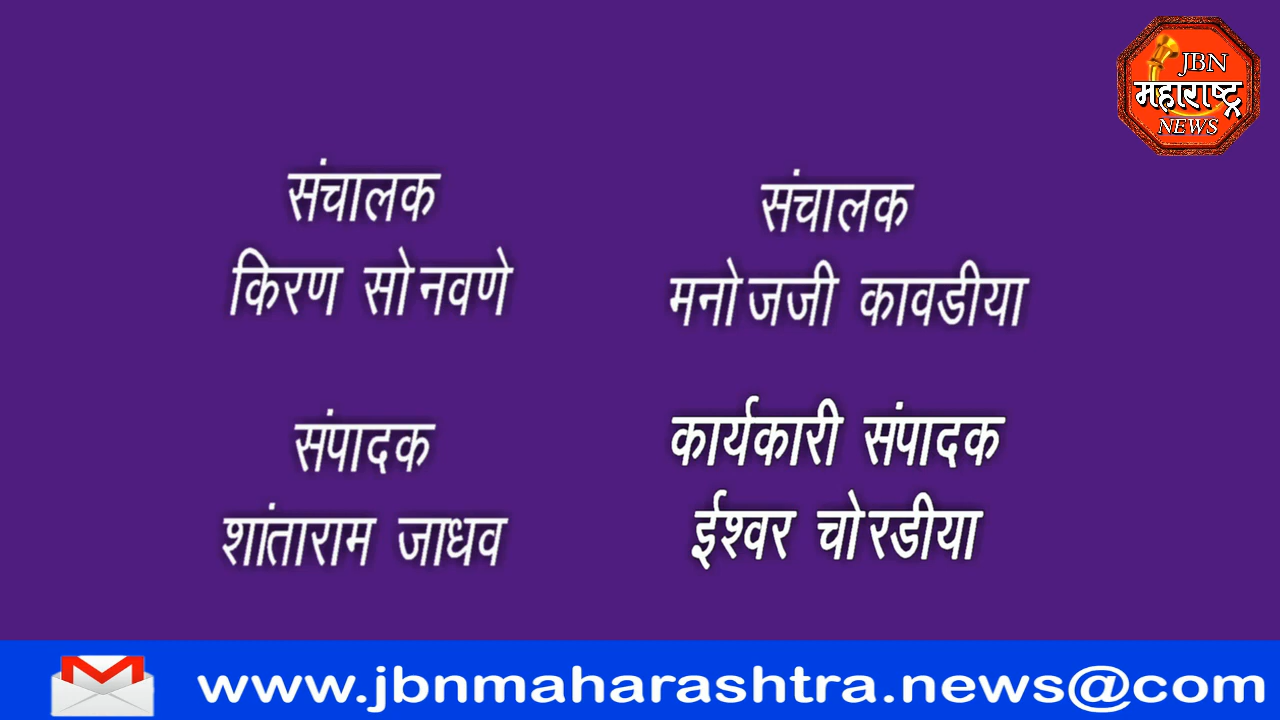 JBN
महाराष्ट्र
NEWS
संचालक
किरण सोनवणे
संचालक
मनोजजी कावडीया
संपादक
शांताराम जाधव
कार्यकारी संपादक
ईश्वर चोरडीया
www.jbnmaharashtra.news@com